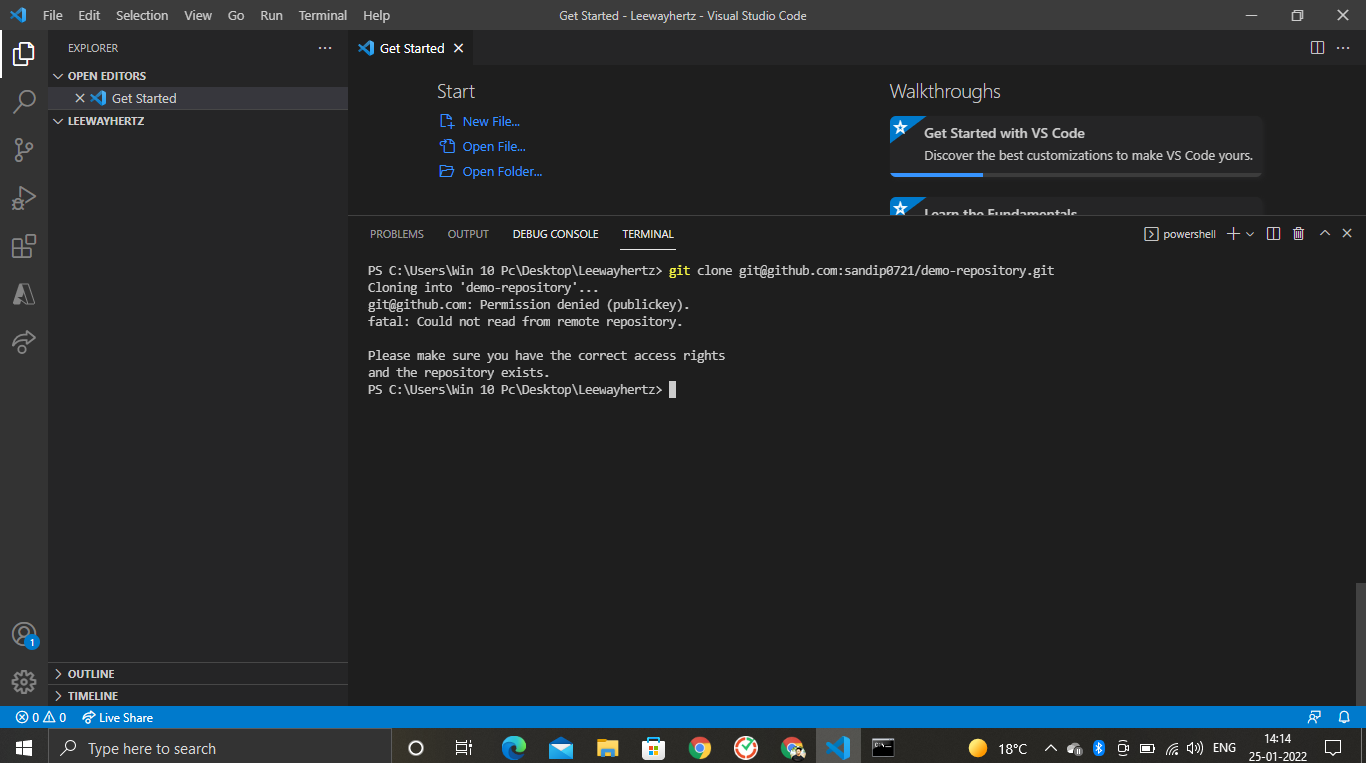 File Edit Selection View Go Run Terminal Help
Get Started - Leewayhertz - Visual Studio Code
EXPLORER
OPEN EDITORS
Get Started
LEEWAYHERTZ
OUTLINE
TIMELINE
Get Started
Start
New File...
Open File...
Open Folder...
Walkthroughs
Get Started with VS Code
Discover the best customizations to make VS Code yours.
Learn the Fundamentals
PROBLEMS OUTPUT DEBUG CONSOLE TERMINAL
powershell
PS C:\Users\Win 10 Pc\Desktop\Leewayhertz> git clone git@github.com:sandip0721/demo-repository.git
Cloning into 'demo-repository'...
git@github.com: Permission denied (publickey).
fatal: Could not read from remote repository.
Please make sure you have the correct access rights
and the repository exists.
PS C:\Users\Win 10 Pc\Desktop\Leewayhertz>
1
0 0 Live Share
Type here to search
18°C
ENG
14:14
25-01-2022